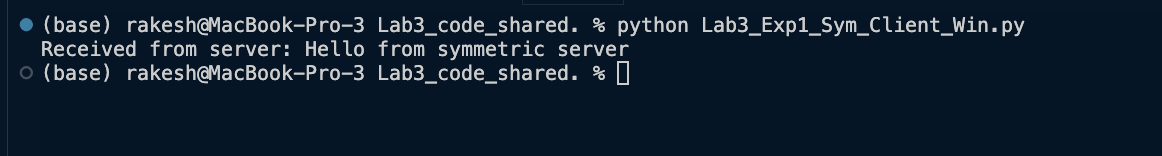 (base) rakesh@MacBook-Pro-3 Lab3_code_shared. % python Lab3_Exp1_Sym_Client_Win.py
Received from server: Hello from symmetric server
(base) rakesh@MacBook-Pro-3 Lab3_code_shared. %